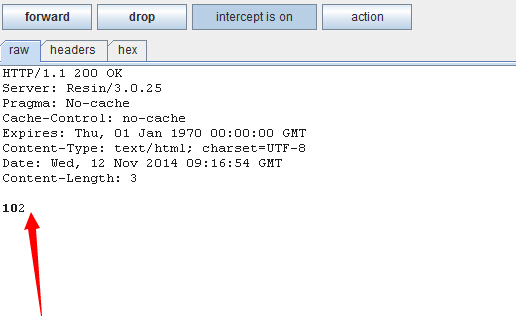 forward drop intercept is on action
raw headers hex
HTTP/1.1 200 OK
Server: Resin/3.0.25
Pragma: No-cache
Cache-Control: no-cache
Expires: Thu, 01 Jan 1970 00:00:00 GMT
Content-Type: text/html; charset=UTF-8
Date: Wed, 12 Nov 2014 09:16:54 GMT
Content-Length: 3
102